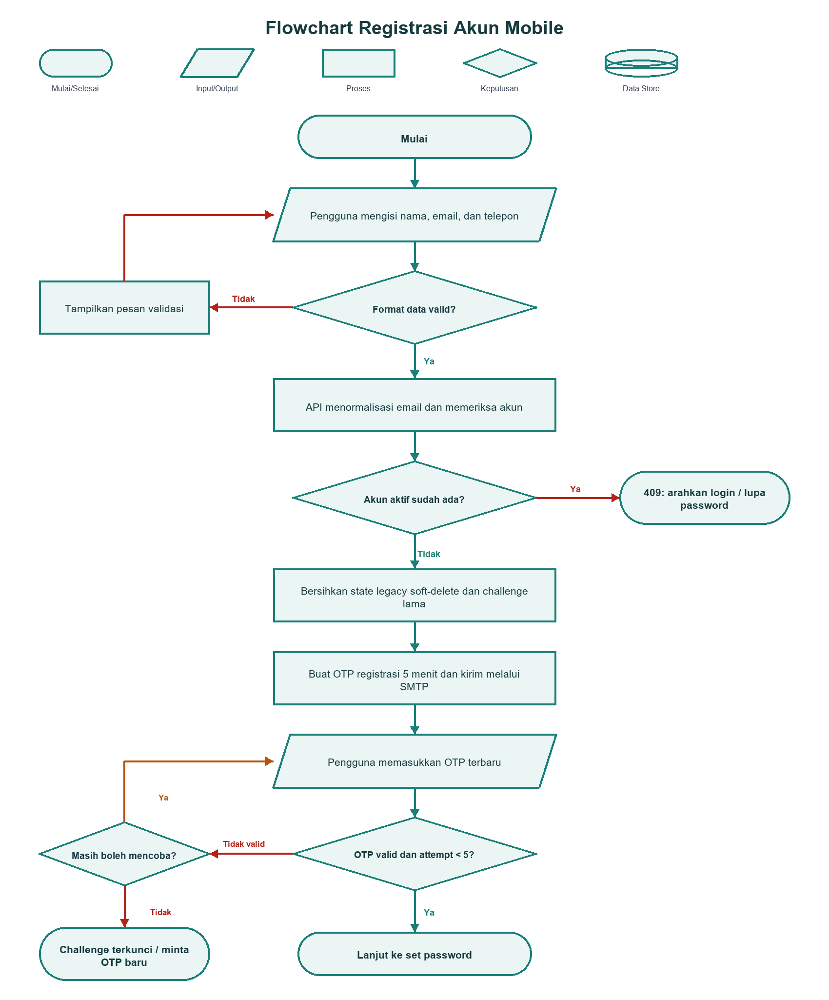 Flowchart Registrasi Akun Mobile
Mulai/Selesai
Input/Output
Proses
Keputusan
Data Store
Mulai
Pengguna mengisi nama, email, dan telepon
Tidak
Tampilkan pesan validasi
Format data valid?
Ya
API menormalisasi email dan memeriksa akun
Akun aktif sudah ada?
Ya
409: arahkan login / lupa
password
Tidak
Bersihkan state legacy soft-delete dan challenge
lama
Buat OTP registrasi 5 menit dan kirim melalui
SMTP
Pengguna memasukkan OTP terbaru
Ya
Tidak valid
Masih boleh mencoba?
OTP valid dan attempt < 5?
Tidak
Ya
Challenge terkunci / minta
OTP baru
Lanjut ke set password